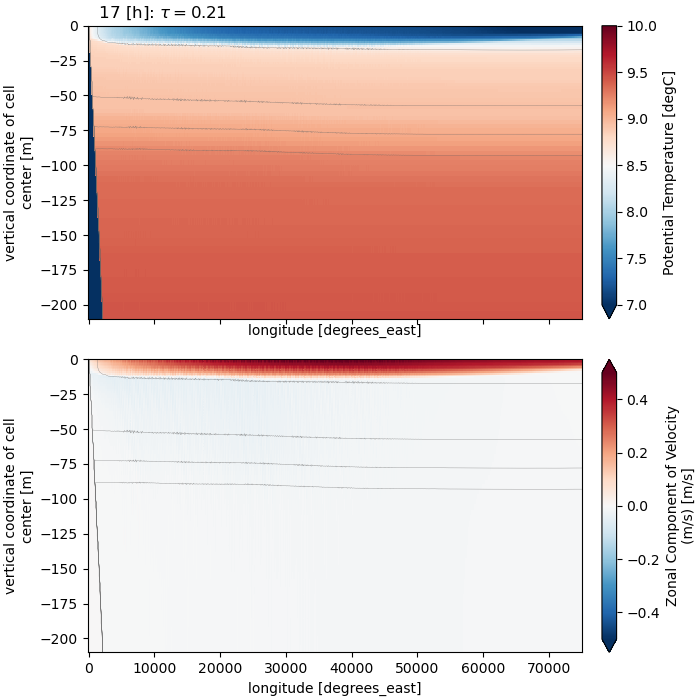 17 [h]: τ = 0.21
0
−25
−50
−75
−100
−125
−150
−175
−200
vertical coordinate of cell
center [m]
longitude [degrees_east]
10.0
9.5
9.0
8.5
8.0
7.5
7.0
Potential Temperature [degC]
0
−25
−50
−75
−100
−125
−150
−175
−200
vertical coordinate of cell
center [m]
0 10000 20000 30000 40000 50000 60000 70000
longitude [degrees_east]
0.4
0.2
0.0
−0.2
−0.4
Zonal Component of Velocity
(m/s) [m/s]